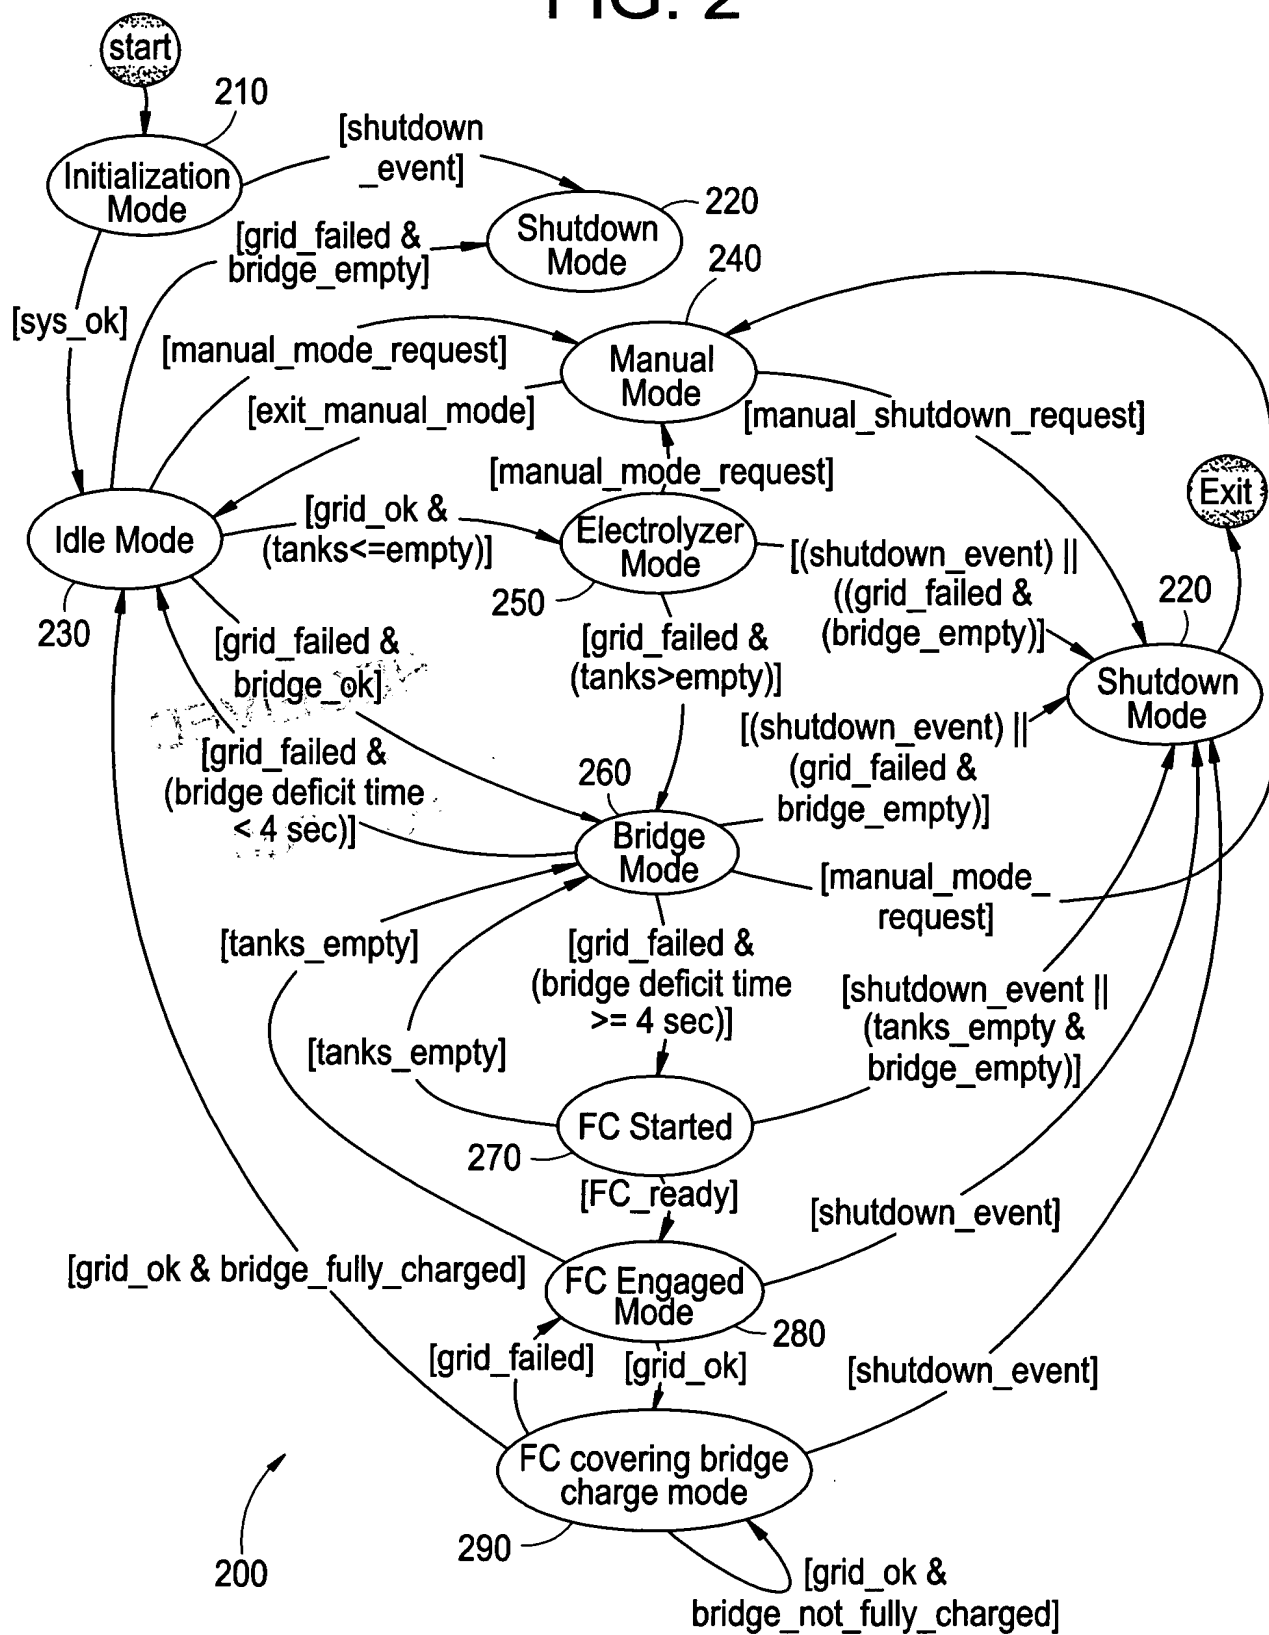 FIG. 2
start
210
[shutdown
_event]
Initialization
Mode
220
Shutdown
Mode
[grid_failed &
bridge_empty]
240
[sys_ok]
[manual_mode_request]
Manual
Mode
[exit_manual_mode]
[manual_shutdown_request]
[manual_mode_request]
Exit
Idle Mode
230
[grid_ok &
(tanks<=empty)]
Electrolyzer
Mode
250
[(shutdown_event) ||
((grid_failed &
(bridge_empty)]
220
Shutdown
Mode
[grid_failed &
bridge_ok]
[grid_failed &
(tanks>empty)]
[(shutdown_event) ||
(grid_failed &
bridge_empty)]
[grid_failed &
(bridge deficit time
< 4 sec)]
260
Bridge
Mode
[manual_mode_
request]
[tanks_empty]
[grid_failed &
(bridge deficit time
>= 4 sec)]
[shutdown_event ||
(tanks_empty &
bridge_empty)]
[tanks_empty]
FC Started
270
[FC_ready]
[shutdown_event]
[grid_ok & bridge_fully_charged]
FC Engaged
Mode
280
[grid_failed]
[grid_ok]
[shutdown_event]
FC covering bridge
charge mode
290
200
[grid_ok &
bridge_not_fully_charged]